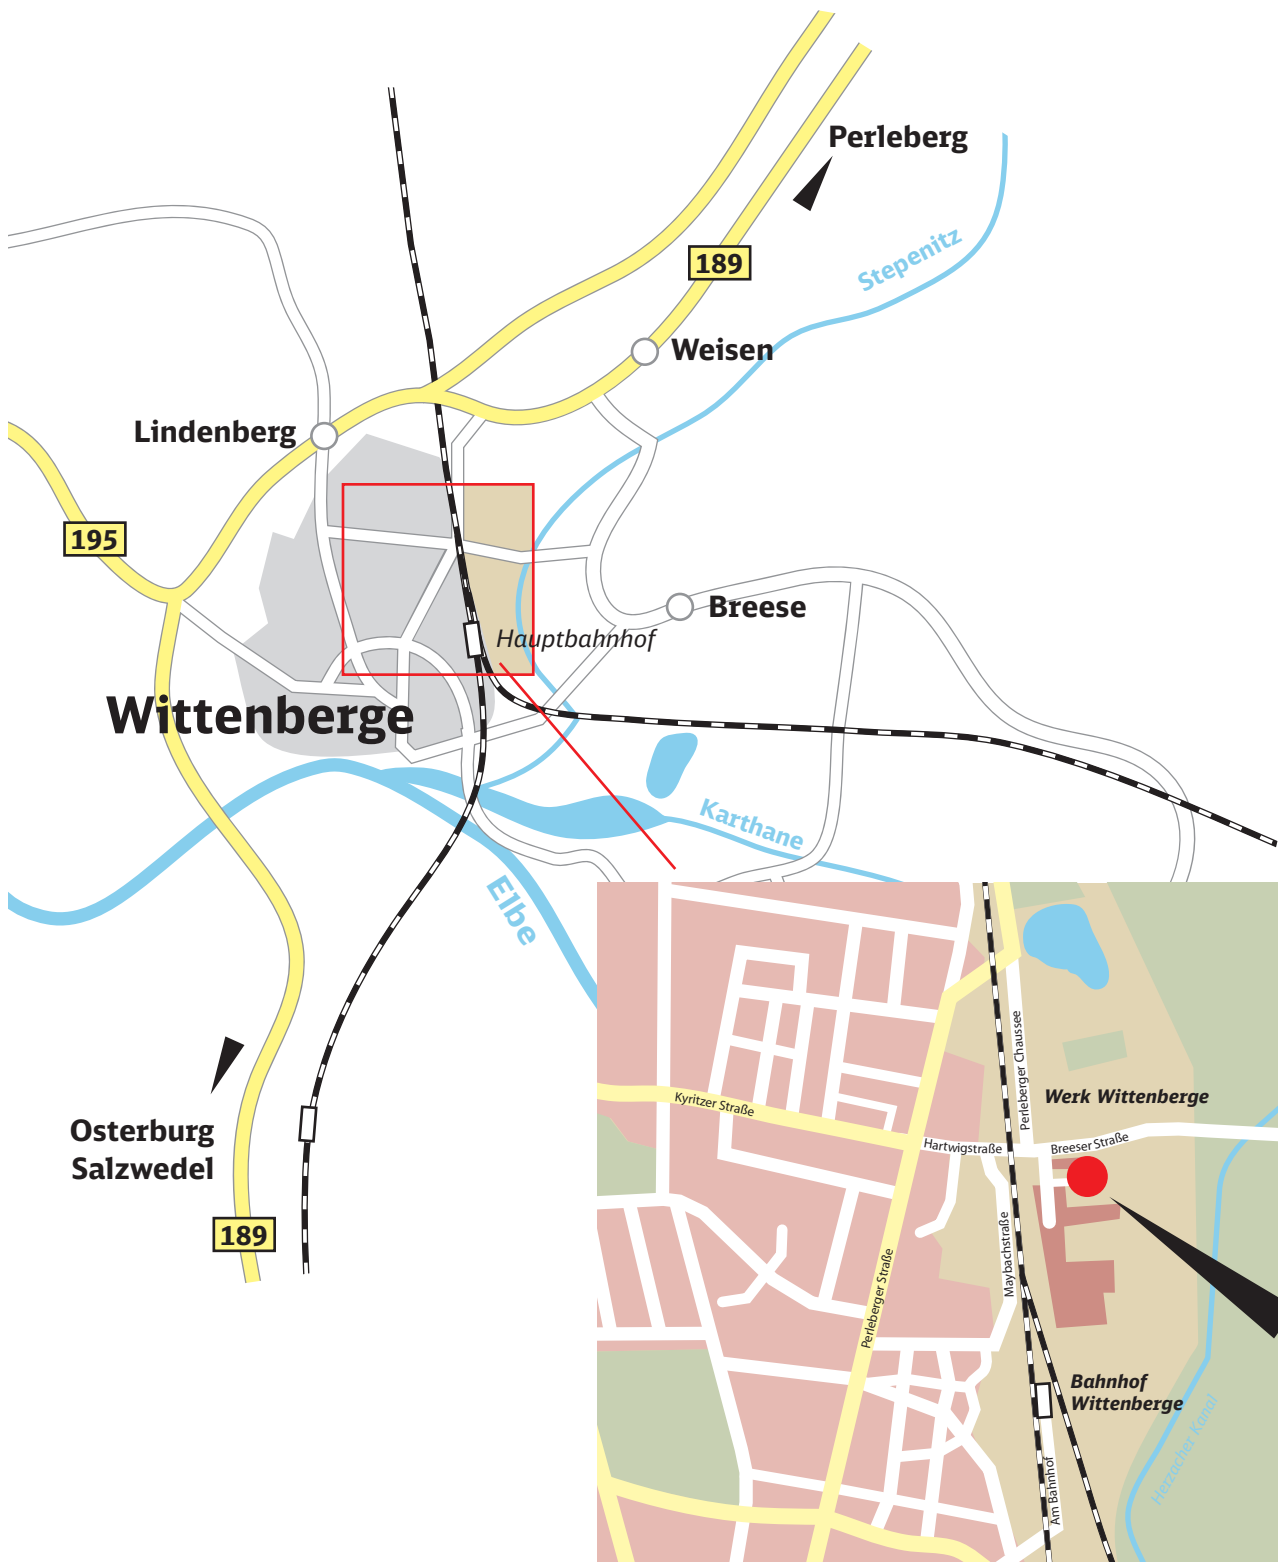 Perleberg
Stepenitz
189
Weisen
Lindenberg
195
Breese
Hauptbahnhof
Wittenberge
Karthane
Elbe
Osterburg
Salzwedel
189
Perleberger Chaussee
Werk Wittenberge
Kyritzer Straße
Hartwigstraße
Breeser Straße
Maybachstraße
Perleberger Straße
Bahnhof
Wittenberge
Herzacher Kanal
Am Bahnhof